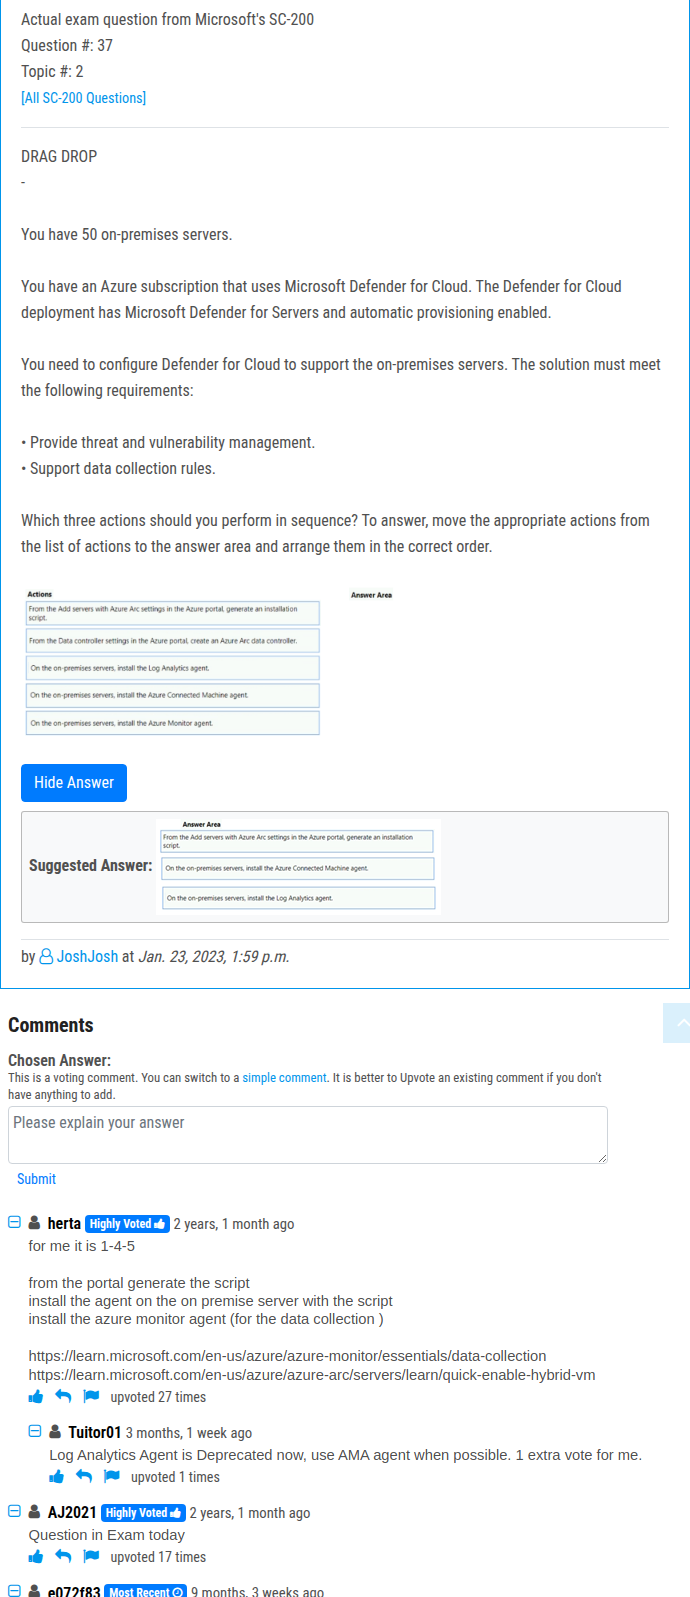 Actual exam question from Microsoft's SC-200
Question #: 37
Topic #: 2
[All SC-200 Questions]
DRAG DROP
-
You have 50 on-premises servers.
You have an Azure subscription that uses Microsoft Defender for Cloud. The Defender for Cloud
deployment has Microsoft Defender for Servers and automatic provisioning enabled.
You need to configure Defender for Cloud to support the on-premises servers. The solution must meet
the following requirements:
• Provide threat and vulnerability management.
• Support data collection rules.
Which three actions should you perform in sequence? To answer, move the appropriate actions from
the list of actions to the answer area and arrange them in the correct order.
Actions
Answer Area
From the Add servers with Azure Arc settings in the Azure portal, generate an installation
script.
From the Data controller settings in the Azure portal, create an Azure Arc data controller.
On the on-premises servers, install the Log Analytics agent.
On the on-premises servers, install the Azure Connected Machine agent.
On the on-premises servers, install the Azure Monitor agent.
Hide Answer
Suggested Answer:
Answer Area
From the Add servers with Azure Arc settings in the Azure portal, generate an installation
script.
On the on-premises servers, install the Azure Connected Machine agent.
On the on-premises servers, install the Log Analytics agent.
by JoshJosh at Jan. 23, 2023, 1:59 p.m.
Comments
Chosen Answer:
This is a voting comment. You can switch to a simple comment. It is better to Upvote an existing comment if you don't
have anything to add.
Please explain your answer
Submit
herta Highly Voted 2 years, 1 month ago
for me it is 1-4-5
from the portal generate the script
install the agent on the on premise server with the script
install the azure monitor agent (for the data collection )
https://learn.microsoft.com/en-us/azure/azure-monitor/essentials/data-collection
https://learn.microsoft.com/en-us/azure/azure-arc/servers/learn/quick-enable-hybrid-vm
upvoted 27 times
Tuitor01 3 months, 1 week ago
Log Analytics Agent is Deprecated now, use AMA agent when possible. 1 extra vote for me.
upvoted 1 times
AJ2021 Highly Voted 2 years, 1 month ago
Question in Exam today
upvoted 17 times
e072f83 Most Recent 9 months, 3 weeks ago